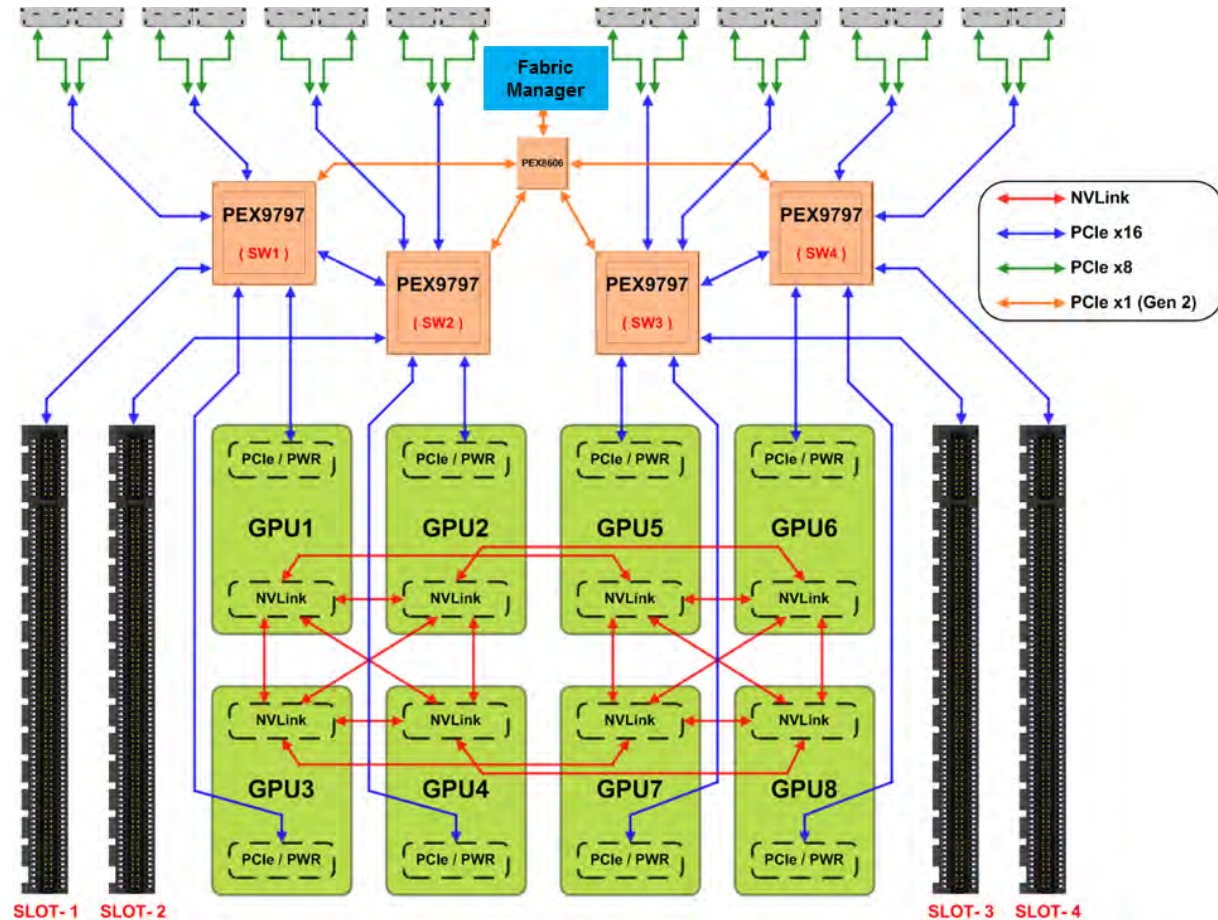 Fabric
Manager
PEX8606
PEX9797
( SW1 )
PEX9797
( SW2 )
PEX9797
( SW3 )
PEX9797
( SW4 )
NVLink
PCIe x16
PCIe x8
PCIe x1 (Gen 2)
PCIe / PWR
GPU1
NVLink
PCIe / PWR
GPU2
NVLink
PCIe / PWR
GPU5
NVLink
PCIe / PWR
GPU6
NVLink
NVLink
GPU3
PCIe / PWR
NVLink
GPU4
PCIe / PWR
NVLink
GPU7
PCIe / PWR
NVLink
GPU8
PCIe / PWR
SLOT- 1
SLOT- 2
SLOT- 3
SLOT- 4